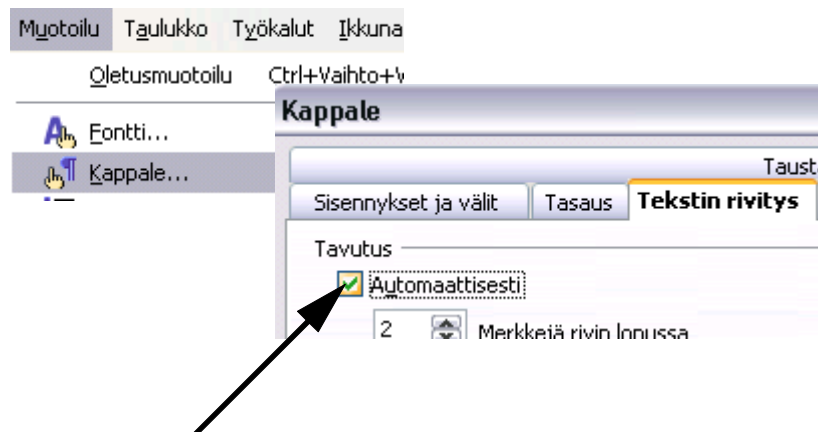 Muotoilu Taulukko Työkalut Ikkuna
Oletusmuotoilu Ctrl+Vaihto+V
Fontti...
Kappale...
Kappale
Sisennykset ja välit Tasaus Tekstin rivitys
Tavutus
Automaattisesti
2 Merkkejä rivin lopussa